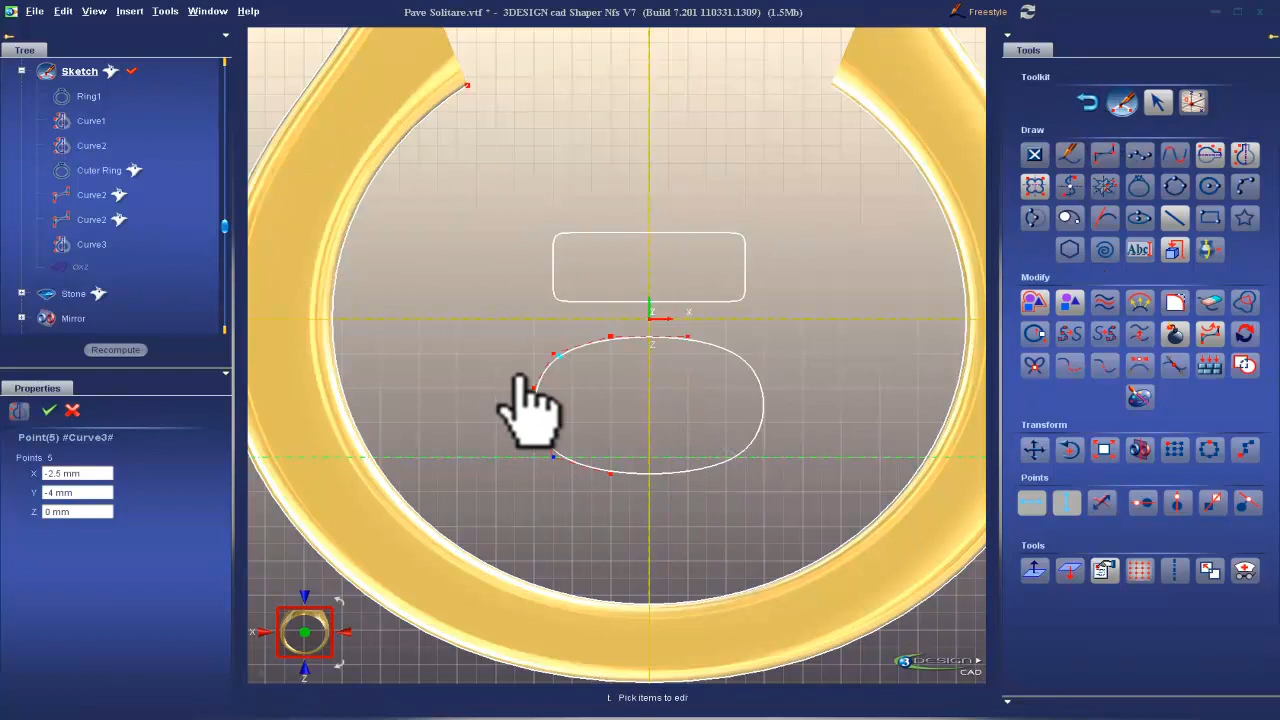 File Edit View Insert Tools Window Help
Pave Solitare.vtf * - 3DESIGN cad Shaper Nfs V7 (Build 7.201 110331.1309) (1.5Mb)
Freestyle
Tree
Sketch
Ring1
Curve1
Curve2
Outer Ring
Curve2
Curve2
Curve3
OXZ
Stone
Mirror
Recompute
Properties
Point(5) #Curve3#
Points 5
X -2.5 mm
Y -4 mm
Z 0 mm
Z X
Z
X
Z
3DESIGN
CAD
Pick items to edit
Tools
Toolkit
Draw
Abc
Modify
Transform
Points
Tools